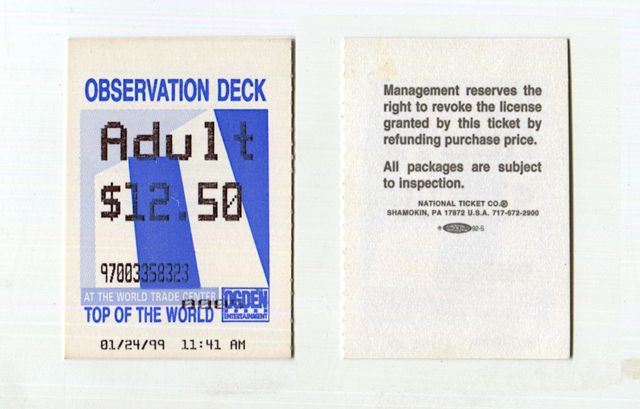 OBSERVATION DECK
Adult
$12.50
97003358323
AT THE WORLD TRADE CENTER
OGDEN
ENTERTAINMENT
TOP OF THE WORLD
01/24/99 11:41 AM
Management reserves the
right to revoke the license
granted by this ticket by
refunding purchase price.
All packages are subject
to inspection.
NATIONAL TICKET CO.®
SHAMOKIN, PA 17872 U.S.A. 717-672-2900